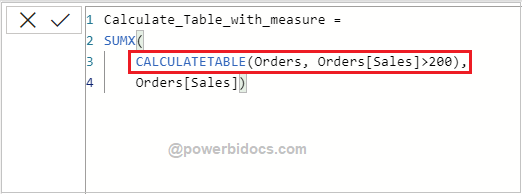 1 Calculate_Table_with_measure =
2 SUMX(
3 CALCULATETABLE(Orders, Orders[Sales]>200),
4 Orders[Sales])
@powerbidocs.com